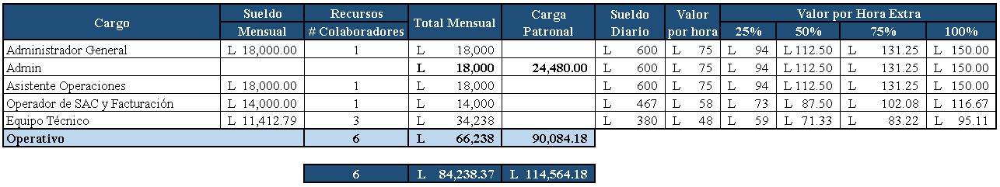 Cargo Sueldo Mensual Recursos # Colaboradores Total Mensual Carga Patronal Sueldo Diario Valor por hora Valor por Hora Extra
25% 50% 75% 100%
Administrador General L 18,000.00 1 L 18,000 L 600 L 75 L 94 L 112.50 L 131.25 L 150.00
Admin L 18,000 24,480.00 L 600 L 75 L 94 L 112.50 L 131.25 L 150.00
Asistente Operaciones L 18,000.00 1 L 18,000 L 600 L 75 L 94 L 112.50 L 131.25 L 150.00
Operador de SAC y Facturación L 14,000.00 1 L 14,000 L 467 L 58 L 73 L 87.50 L 102.08 L 116.67
Equipo Técnico L 11,412.79 3 L 34,238 L 380 L 48 L 59 L 71.33 L 83.22 L 95.11
Operativo 6 L 66,238 90,084.18
6 L 84,238.37 L 114,564.18